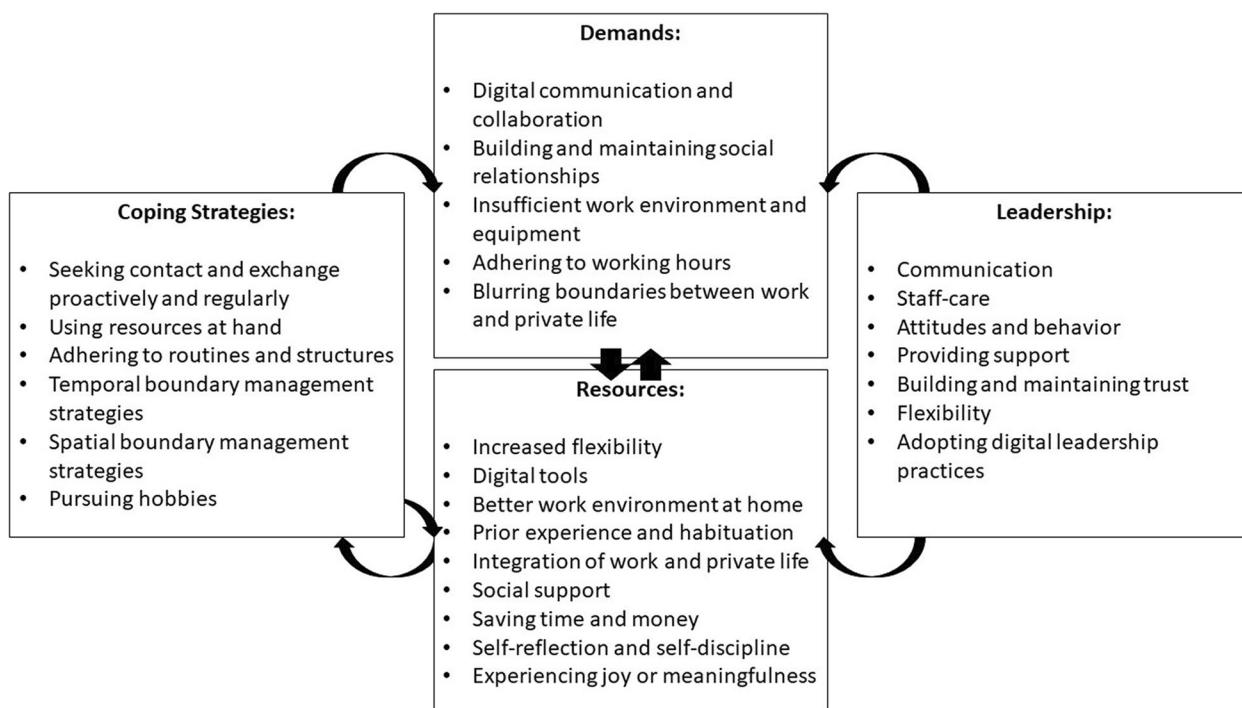 Demands:
• Digital communication and
collaboration
• Building and maintaining social
relationships
• Insufficient work environment and
equipment
• Adhering to working hours
• Blurring boundaries between work
and private life
Coping Strategies:
• Seeking contact and exchange
proactively and regularly
• Using resources at hand
• Adhering to routines and structures
• Temporal boundary management
strategies
• Spatial boundary management
strategies
• Pursuing hobbies
Leadership:
• Communication
• Staff-care
• Attitudes and behavior
• Providing support
• Building and maintaining trust
• Flexibility
• Adopting digital leadership
practices
Resources:
• Increased flexibility
• Digital tools
• Better work environment at home
• Prior experience and habituation
• Integration of work and private life
• Social support
• Saving time and money
• Self-reflection and self-discipline
• Experiencing joy or meaningfulness